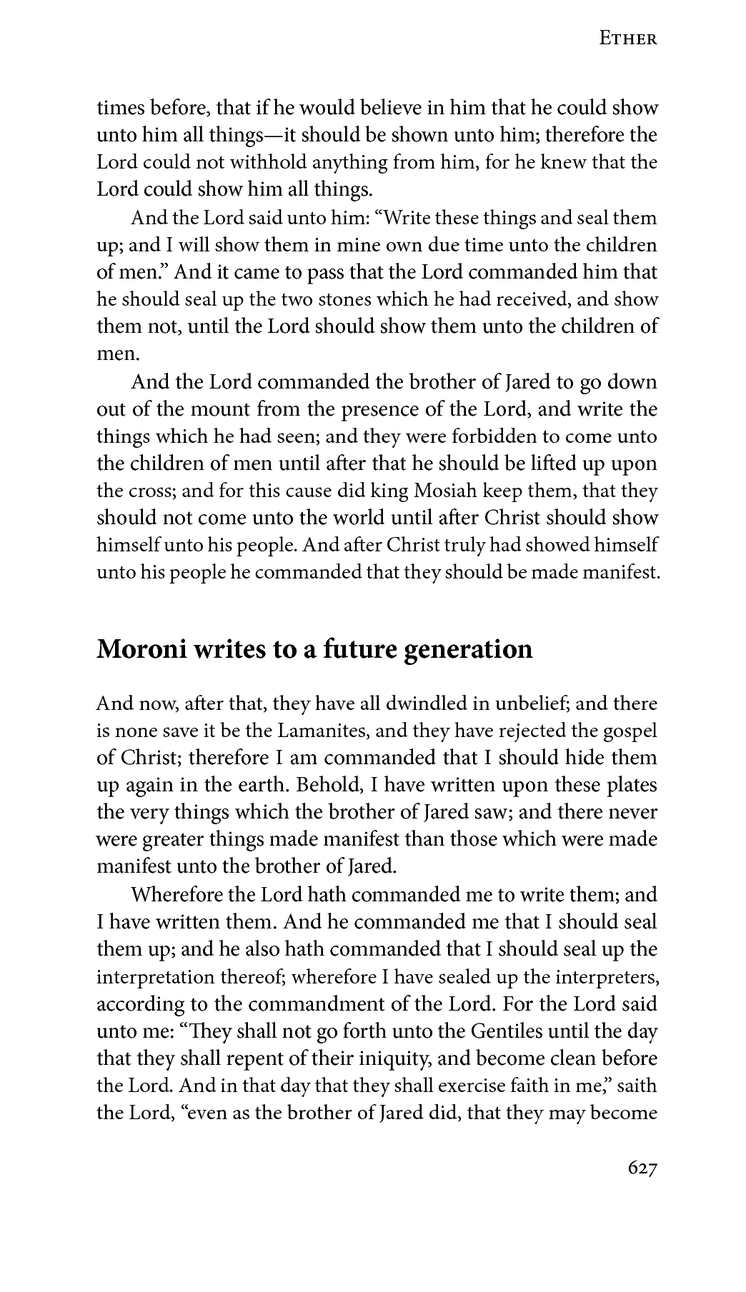 Ether
times before, that if he would believe in him that he could show
unto him all things—it should be shown unto him; therefore the
Lord could not withhold anything from him, for he knew that the
Lord could show him all things.
And the Lord said unto him: “Write these things and seal them
up; and I will show them in mine own due time unto the children
of men.” And it came to pass that the Lord commanded him that
he should seal up the two stones which he had received, and show
them not, until the Lord should show them unto the children of
men.
And the Lord commanded the brother of Jared to go down
out of the mount from the presence of the Lord, and write the
things which he had seen; and they were forbidden to come unto
the children of men until after that he should be lifted up upon
the cross; and for this cause did king Mosiah keep them, that they
should not come unto the world until after Christ should show
himself unto his people. And after Christ truly had showed himself
unto his people he commanded that they should be made manifest.
Moroni writes to a future generation
And now, after that, they have all dwindled in unbelief; and there
is none save it be the Lamanites, and they have rejected the gospel
of Christ; therefore I am commanded that I should hide them
up again in the earth. Behold, I have written upon these plates
the very things which the brother of Jared saw; and there never
were greater things made manifest than those which were made
manifest unto the brother of Jared.
Wherefore the Lord hath commanded me to write them; and
I have written them. And he commanded me that I should seal
them up; and he also hath commanded that I should seal up the
interpretation thereof; wherefore I have sealed up the interpreters,
according to the commandment of the Lord. For the Lord said
unto me: “They shall not go forth unto the Gentiles until the day
that they shall repent of their iniquity, and become clean before
the Lord. And in that day that they shall exercise faith in me,” saith
the Lord, “even as the brother of Jared did, that they may become
627